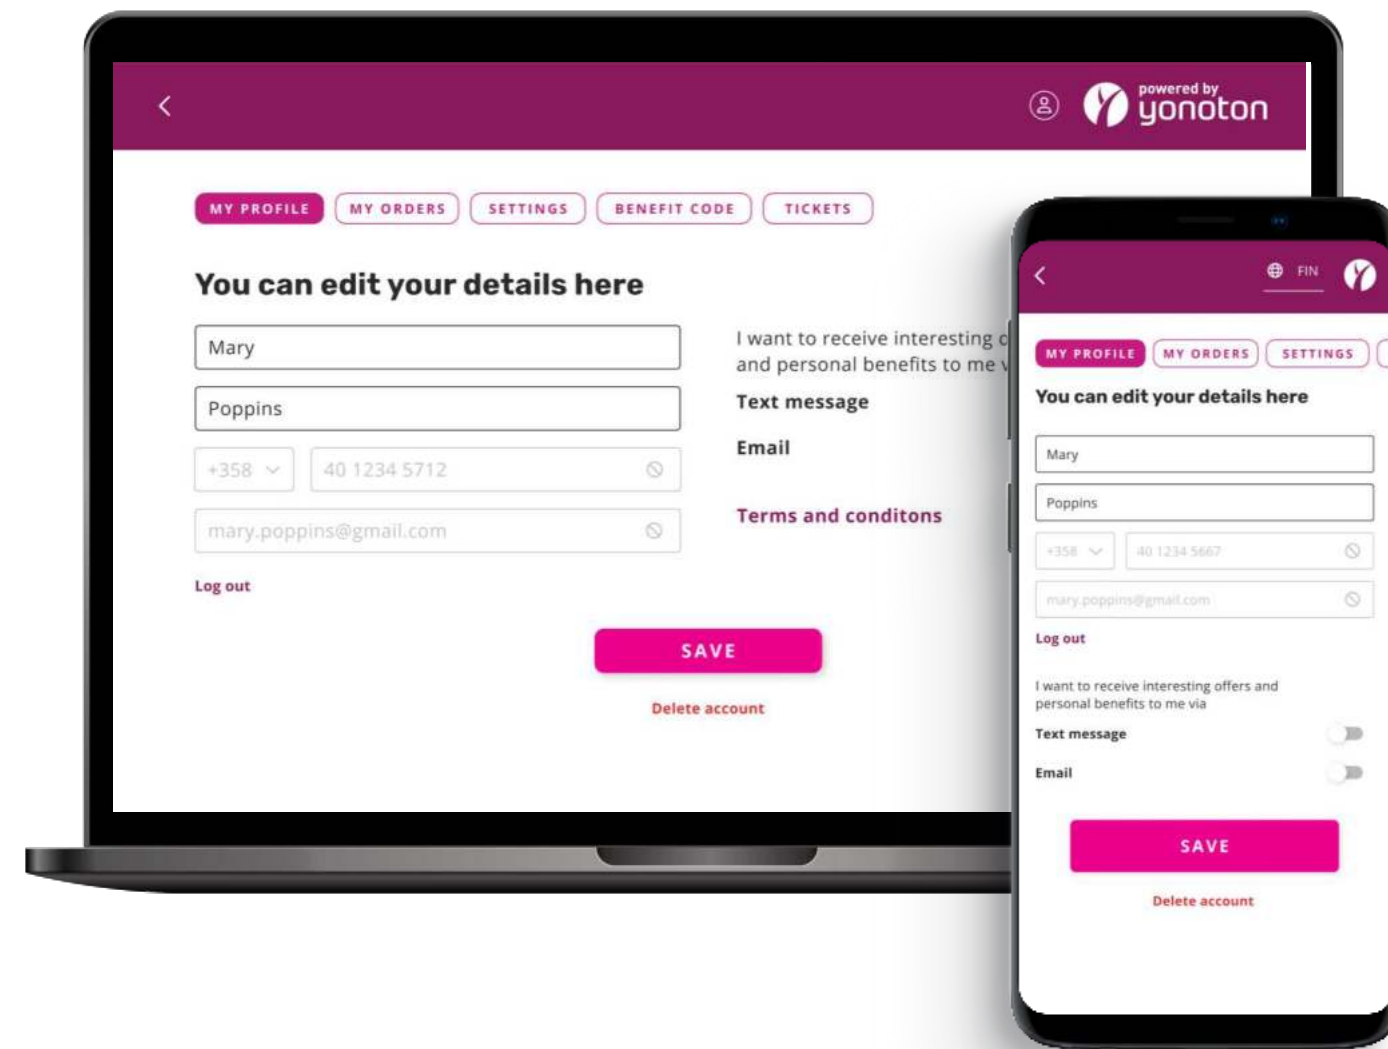 powered by
yonoton
MY PROFILE MY ORDERS SETTINGS BENEFIT CODE TICKETS
You can edit your details here
Mary
Poppins
+358 40 1234 5712
mary.poppins@gmail.com
Log out
I want to receive interesting
and personal benefits to me
Text message
Email
Terms and conditons
SAVE
Delete account
FIN
MY PROFILE MY ORDERS SETTINGS
You can edit your details here
Mary
Poppins
+358 40 1234 5667
mary.poppins@gmail.com
Log out
I want to receive interesting offers and
personal benefits to me via
Text message
Email
SAVE
Delete account